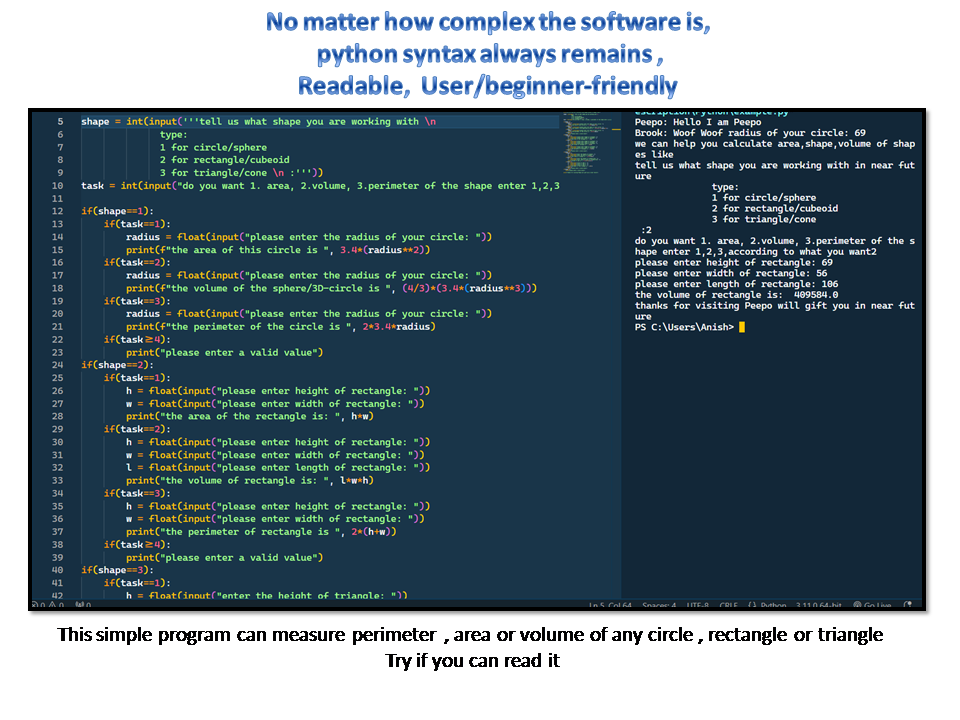 No matter how complex the software is,
python syntax always remains ,
Readable,  User/beginner-friendly
5 shape = int(input('''tell us what shape you are working with \n
6 type:
7 1 for circle/sphere
8 2 for rectangle/cubeoid
9 3 for triangle/cone \n :'''))
10 task = int(input("do you want 1. area, 2.volume, 3.perimeter of the shape enter 1,2,3
11
12 if(shape==1):
13 if(task==1):
14 radius = float(input("please enter the radius of your circle: "))
15 print(f"the area of this circle is ", 3.4*(radius**2))
16 if(task==2):
17 radius = float(input("please enter the radius of your circle: "))
18 print(f"the volume of the sphere/3D-circle is ", (4/3)*(3.4*(radius**3)))
19 if(task==3):
20 radius = float(input("please enter the radius of your circle: "))
21 print(f"the perimeter of the circle is ", 2*3.4*radius)
22 if(task≥4):
23 print("please enter a valid value")
24 if(shape==2):
25 if(task==1):
26 h = float(input("please enter height of rectangle: "))
27 w = float(input("please enter width of rectangle: "))
28 print("the area of the rectangle is: ", h*w)
29 if(task==2):
30 h = float(input("please enter height of rectangle: "))
31 w = float(input("please enter width of rectangle: "))
32 l = float(input("please enter length of rectangle: "))
33 print("the volume of rectangle is: ", l*w*h)
34 if(task==3):
35 h = float(input("please enter height of rectangle: "))
36 w = float(input("please enter width of rectangle: "))
37 print("the perimeter of rectangle is ", 2*(h+w))
38 if(task≥4):
39 print("please enter a valid value")
40 if(shape==3):
41 if(task==1):
42 h = float(input("enter the height of triangle: "))
escription\Python\example.py
Peepo: Hello I am Peepo
Brook: Woof Woof radius of your circle: 69
we can help you calculate area,shape,volume of shap
es like
tell us what shape you are working with in near fut
ure
type:
1 for circle/sphere
2 for rectangle/cubeoid
3 for triangle/cone
:2
do you want 1. area, 2.volume, 3.perimeter of the s
hape enter 1,2,3,according to what you want2
please enter height of rectangle: 69
please enter width of rectangle: 56
please enter length of rectangle: 106
the volume of rectangle is:  409584.0
thanks for visiting Peepo will gift you in near fut
ure
PS C:\Users\Anish>
Ln 5, Col 64 Spaces: 4 UTF-8 CRLF Python 3.11.0 64-bit Go Live
This simple program can measure perimeter , area or volume of any circle , rectangle or triangle
Try if you can read it